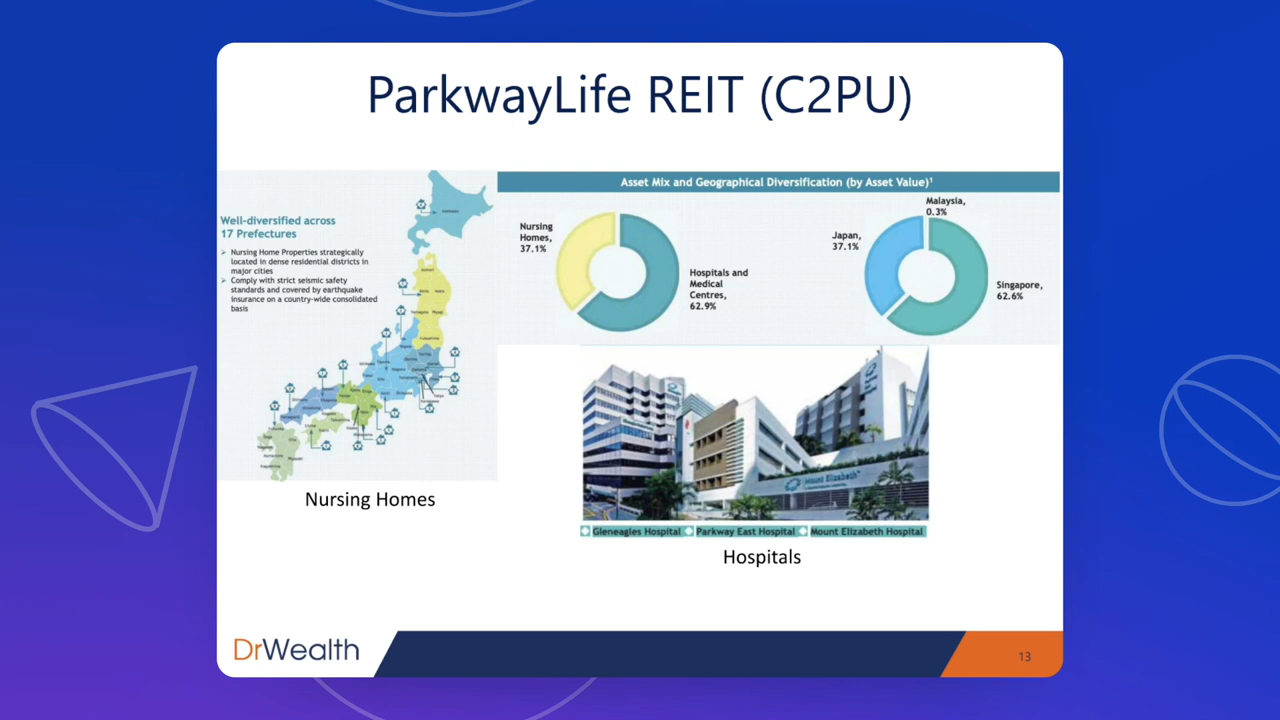 ParkwayLife REIT (C2PU)
Well-diversified across
17 Prefectures
➢ Nursing Home Properties strategically
located in dense residential districts in
major cities
➢ Comply with strict seismic safety
standards and covered by earthquake
insurance on a country-wide consolidated
basis
Nursing Homes
Asset Mix and Geographical Diversification (by Asset Value)¹
Nursing
Homes,
37.1%
Hospitals and
Medical
Centres,
62.9%
Malaysia,
0.3%
Japan,
37.1%
Singapore,
62.6%
Mount Elizabeth
Gleneagles Hospital
Parkway East Hospital
Mount Elizabeth Hospital
Hospitals
DrWealth
13